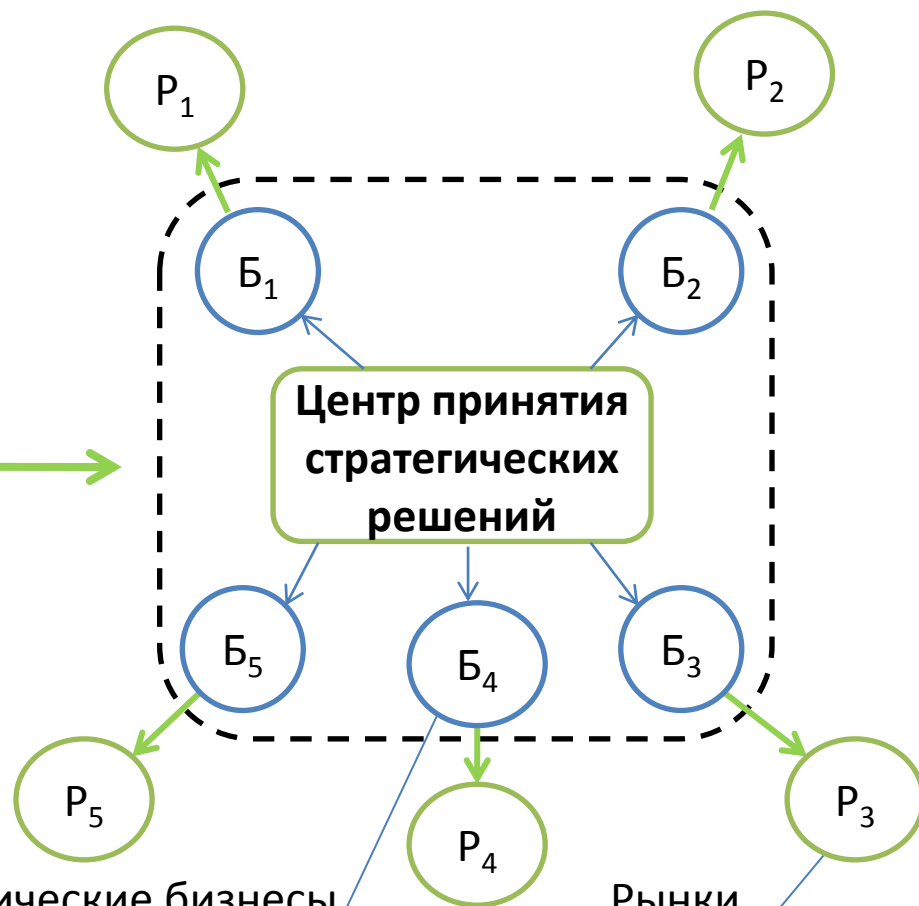 Р1
Р2
Б1
Б2
Центр принятия
стратегических
решений
Б5
Б4
Б3
Р5
Р4
Р3
бизнесы
Рынки